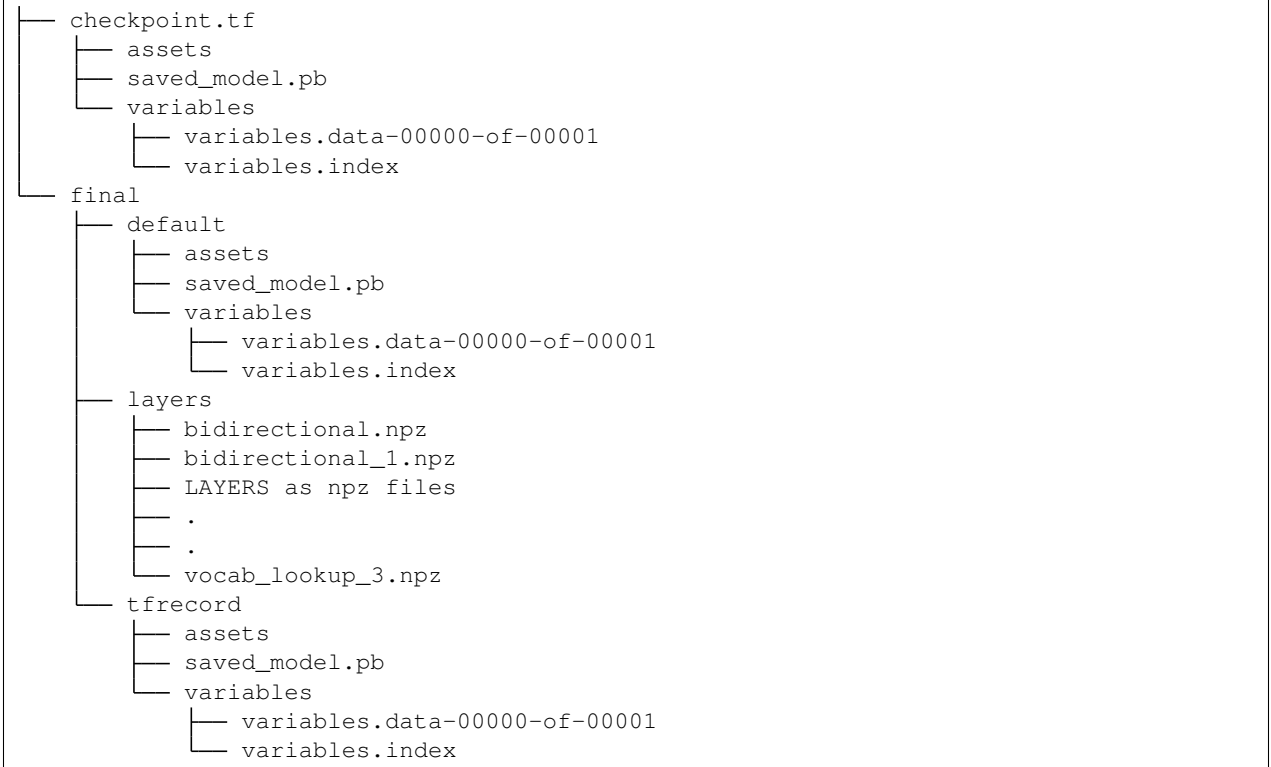 ├── checkpoint.tf
│   ├── assets
│   ├── saved_model.pb
│   └── variables
│       ├── variables.data-00000-of-00001
│       └── variables.index
└── final
    ├── default
    │   ├── assets
    │   ├── saved_model.pb
    │   └── variables
    │       ├── variables.data-00000-of-00001
    │       └── variables.index
    ├── layers
    │   ├── bidirectional.npz
    │   ├── bidirectional_1.npz
    │   ├── LAYERS as npz files
    │   ├── .
    │   ├── .
    │   └── vocab_lookup_3.npz
    └── tfrecord
        ├── assets
        ├── saved_model.pb
        └── variables
            ├── variables.data-00000-of-00001
            └── variables.index